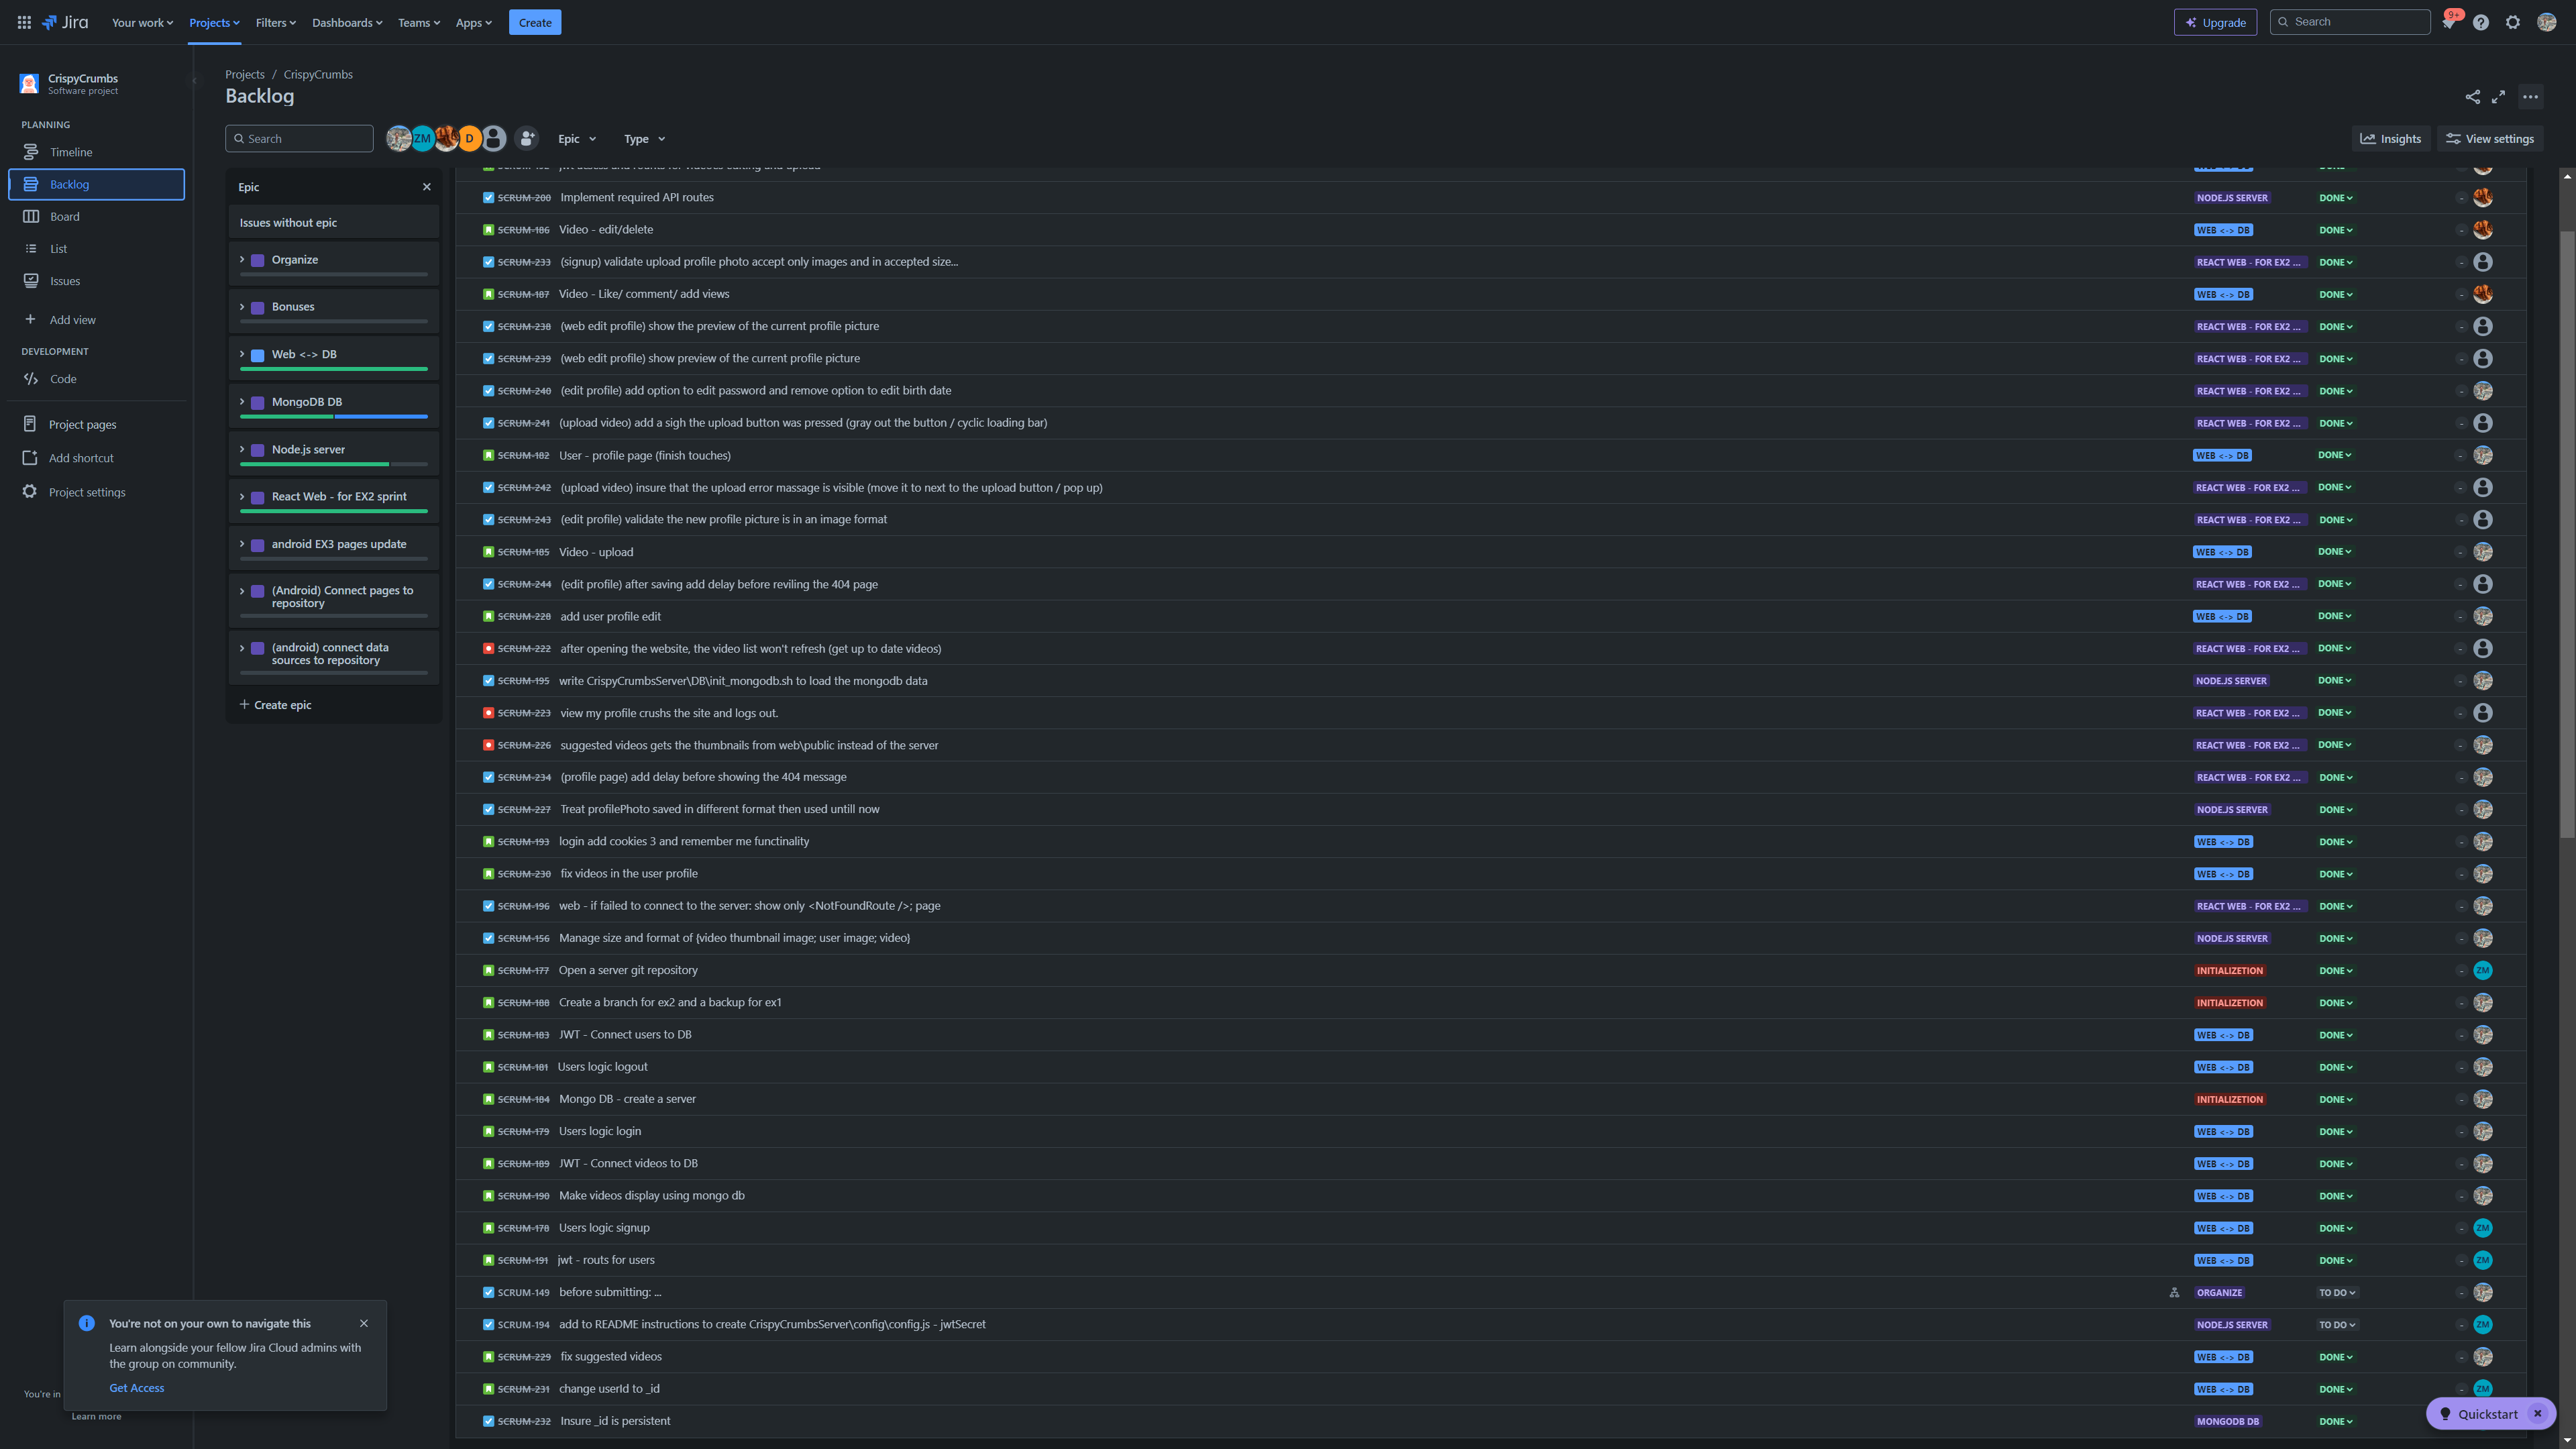 Jira
Your work
Projects
Filters
Dashboards
Teams
Apps
Create
Upgrade
Search
9+
CrispyCrumbs
Software project
PLANNING
Timeline
Backlog
Board
List
Issues
Add view
DEVELOPMENT
Code
Project pages
Add shortcut
Project settings
You're in
Learn more
Projects / CrispyCrumbs
Backlog
Search
ZM
D
Epic
Type
Insights
View settings
Epic
Issues without epic
Organize
Bonuses
Web <-> DB
MongoDB DB
Node.js server
React Web - for EX2 sprint
android EX3 pages update
(Android) Connect pages to
repository
(android) connect data
sources to repository
+ Create epic
SCRUM-200 Implement required API routes NODE.JS SERVER DONE -
SCRUM-186 Video - edit/delete WEB <-> DB DONE -
SCRUM-233 (signup) validate upload profile photo accept only images and in accepted size... REACT WEB - FOR EX2 ... DONE -
SCRUM-187 Video - Like/ comment/ add views WEB <-> DB DONE -
SCRUM-238 (web edit profile) show the preview of the current profile picture REACT WEB - FOR EX2 ... DONE -
SCRUM-239 (web edit profile) show preview of the current profile picture REACT WEB - FOR EX2 ... DONE -
SCRUM-240 (edit profile) add option to edit password and remove option to edit birth date REACT WEB - FOR EX2 ... DONE -
SCRUM-241 (upload video) add a sigh the upload button was pressed (gray out the button / cyclic loading bar) REACT WEB - FOR EX2 ... DONE -
SCRUM-182 User - profile page (finish touches) WEB <-> DB DONE -
SCRUM-242 (upload video) insure that the upload error massage is visible (move it to next to the upload button / pop up) REACT WEB - FOR EX2 ... DONE -
SCRUM-243 (edit profile) validate the new profile picture is in an image format REACT WEB - FOR EX2 ... DONE -
SCRUM-185 Video - upload WEB <-> DB DONE -
SCRUM-244 (edit profile) after saving add delay before reviling the 404 page REACT WEB - FOR EX2 ... DONE -
SCRUM-228 add user profile edit WEB <-> DB DONE -
SCRUM-222 after opening the website, the video list won't refresh (get up to date videos) REACT WEB - FOR EX2 ... DONE -
SCRUM-195 write CrispyCrumbsServer\DB\init_mongodb.sh to load the mongodb data NODE.JS SERVER DONE -
SCRUM-223 view my profile crushs the site and logs out. REACT WEB - FOR EX2 ... DONE -
SCRUM-226 suggested videos gets the thumbnails from web\public instead of the server REACT WEB - FOR EX2 ... DONE -
SCRUM-234 (profile page) add delay before showing the 404 message REACT WEB - FOR EX2 ... DONE -
SCRUM-227 Treat profilePhoto saved in different format then used untill now NODE.JS SERVER DONE -
SCRUM-193 login add cookies 3 and remember me functinality WEB <-> DB DONE -
SCRUM-230 fix videos in the user profile WEB <-> DB DONE -
SCRUM-196 web - if failed to connect to the server: show only <NotFoundRoute />; page REACT WEB - FOR EX2 ... DONE -
SCRUM-156 Manage size and format of {video thumbnail image; user image; video} NODE.JS SERVER DONE -
SCRUM-177 Open a server git repository INITIALIZETION DONE - ZM
SCRUM-188 Create a branch for ex2 and a backup for ex1 INITIALIZETION DONE -
SCRUM-183 JWT - Connect users to DB WEB <-> DB DONE -
SCRUM-181 Users logic logout WEB <-> DB DONE -
SCRUM-184 Mongo DB - create a server INITIALIZETION DONE -
SCRUM-179 Users logic login WEB <-> DB DONE -
SCRUM-189 JWT - Connect videos to DB WEB <-> DB DONE -
SCRUM-190 Make videos display using mongo db WEB <-> DB DONE -
SCRUM-178 Users logic signup WEB <-> DB DONE - ZM
SCRUM-191 jwt - routs for users WEB <-> DB DONE - ZM
SCRUM-149 before submitting: ... ORGANIZE TO DO -
SCRUM-194 add to README instructions to create CrispyCrumbsServer\config\config.js - jwtSecret NODE.JS SERVER TO DO - ZM
SCRUM-229 fix suggested videos WEB <-> DB DONE -
SCRUM-231 change userId to _id WEB <-> DB DONE - ZM
SCRUM-232 Insure _id is persistent MONGODB DB DONE
You're not on your own to navigate this
Learn alongside your fellow Jira Cloud admins with
the group on community.
Get Access
Quickstart